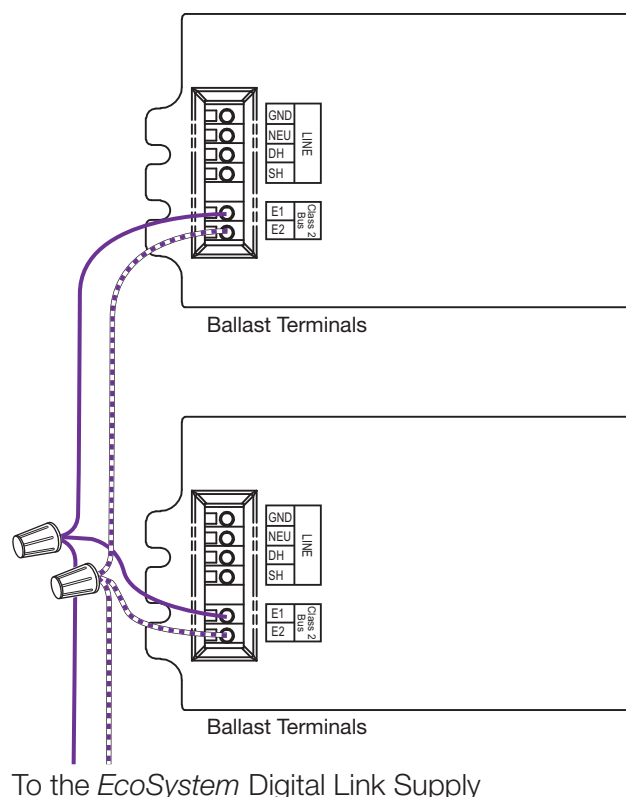 GND
NEU
DH
SH
LINE
E1
E2
Class 2
Bus
Ballast Terminals
GND
NEU
DH
SH
LINE
E1
E2
Class 2
Bus
Ballast Terminals
To the EcoSystem Digital Link Supply